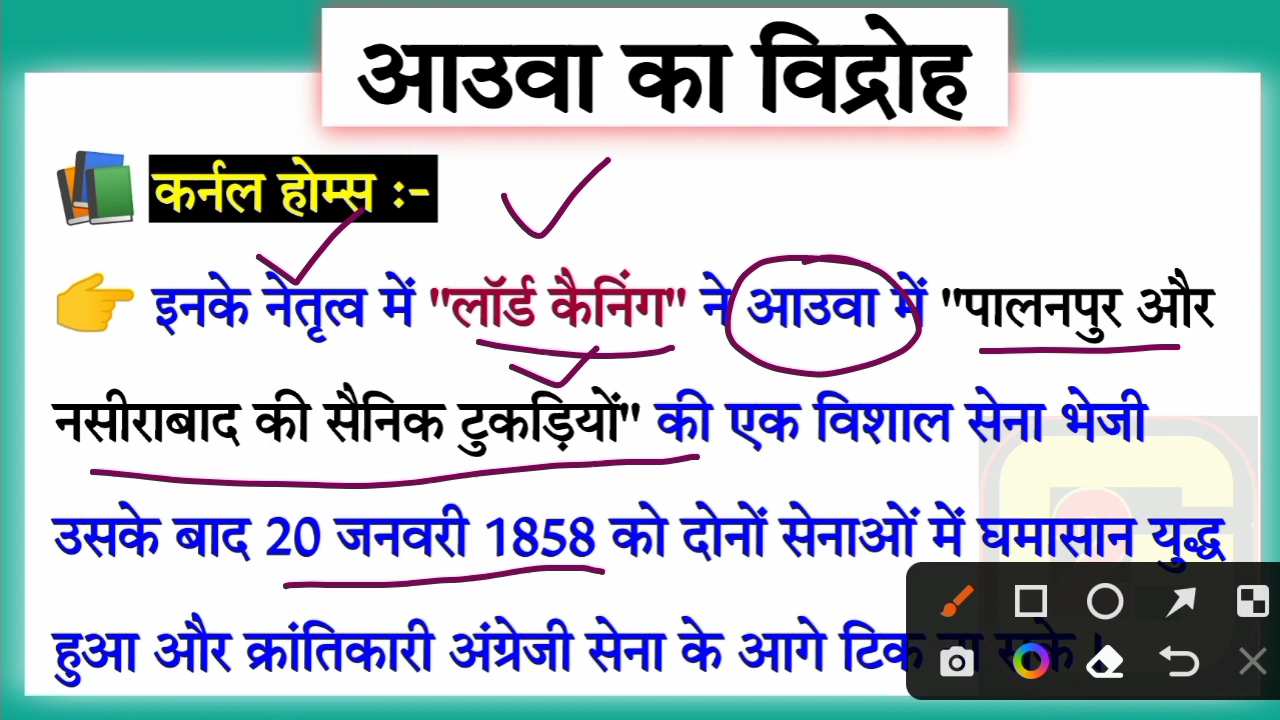 आउवा का विद्रोह
कर्नल होम्स :-
इनके नेतृत्व में "लॉर्ड कैनिंग" ने आउवा में "पालनपुर और
नसीराबाद की सैनिक टुकड़ियों" की एक विशाल सेना भेजी
उसके बाद 20 जनवरी 1858 को दोनों सेनाओं में घमासान युद्ध
हुआ और क्रांतिकारी अंग्रेजी सेना के आगे टिक